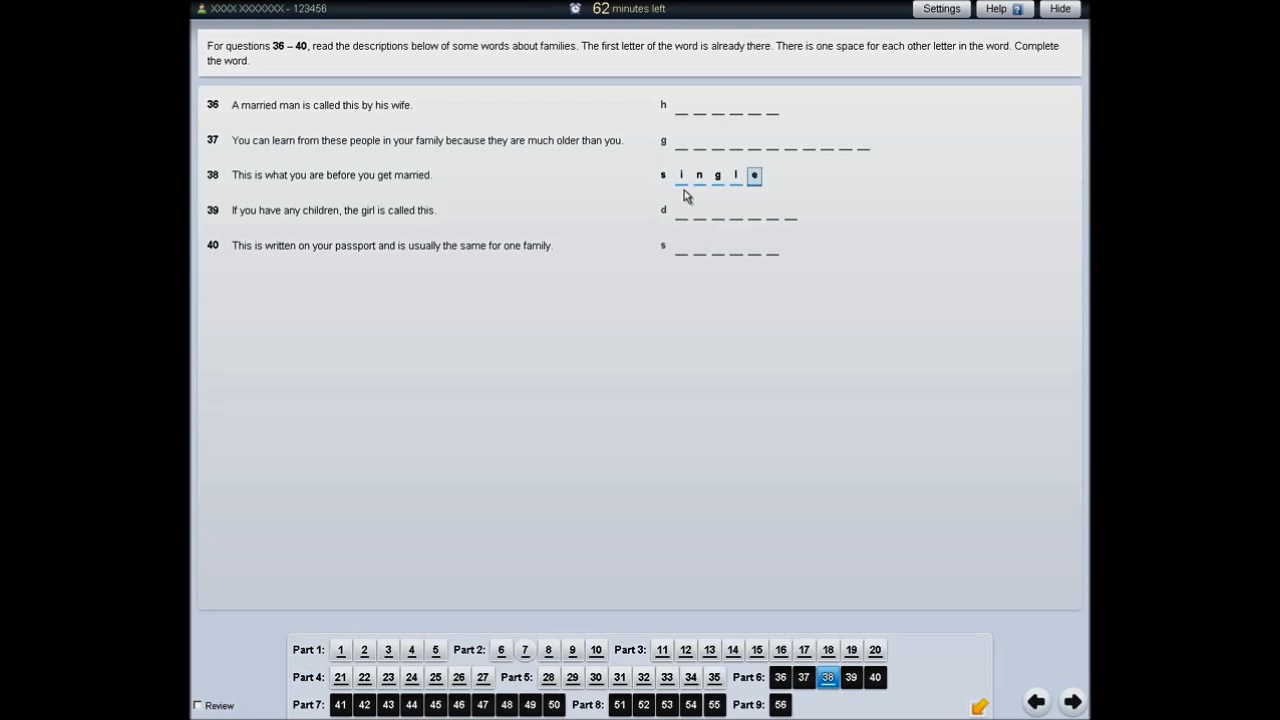 XXXX XXXXXXX - 123456 62 minutes left Settings Help ? Hide
For questions 36 – 40, read the descriptions below of some words about families. The first letter of the word is already there. There is one space for each other letter in the word. Complete
the word.
36 A married man is called this by his wife. h _ _ _ _ _ _
37 You can learn from these people in your family because they are much older than you. g _ _ _ _ _ _ _ _ _ _ _
38 This is what you are before you get married. s i n g l e
39 If you have any children, the girl is called this. d _ _ _ _ _ _ _
40 This is written on your passport and is usually the same for one family. s _ _ _ _ _ _
Part 1: 1 2 3 4 5 Part 2: 6 7 8 9 10 Part 3: 11 12 13 14 15 16 17 18 19 20
Part 4: 21 22 23 24 25 26 27 Part 5: 28 29 30 31 32 33 34 35 Part 6: 36 37 38 39 40
Review Part 7: 41 42 43 44 45 46 47 48 49 50 Part 8: 51 52 53 54 55 Part 9: 56